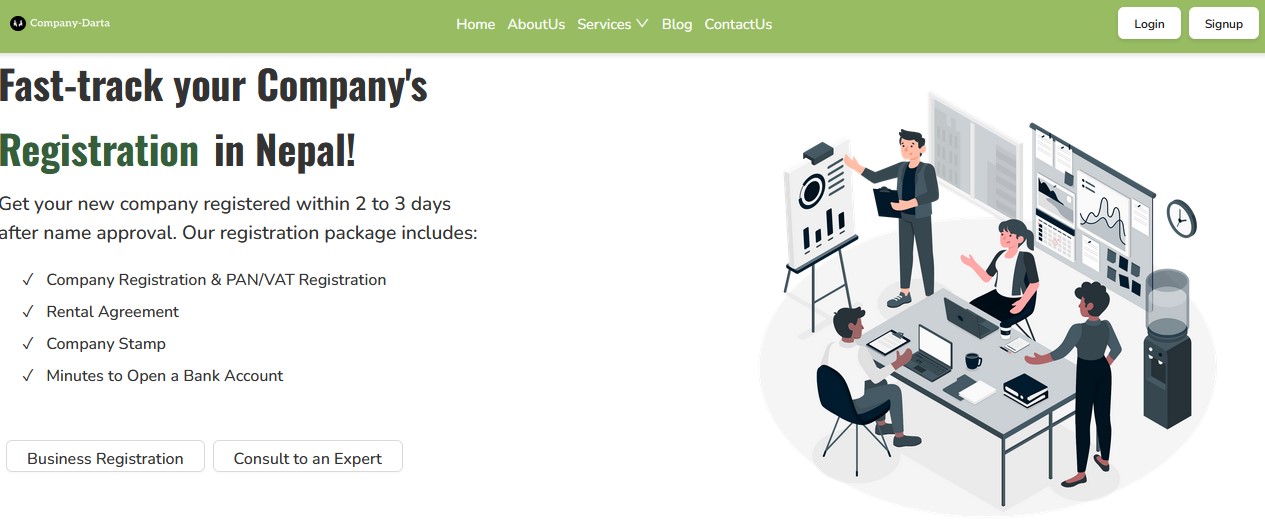 Company-Darta
Home AboutUs Services Blog ContactUs
Login Signup
Fast-track your Company's
Registration in Nepal!
Get your new company registered within 2 to 3 days
after name approval. Our registration package includes:
✓ Company Registration & PAN/VAT Registration
✓ Rental Agreement
✓ Company Stamp
✓ Minutes to Open a Bank Account
Business Registration Consult to an Expert